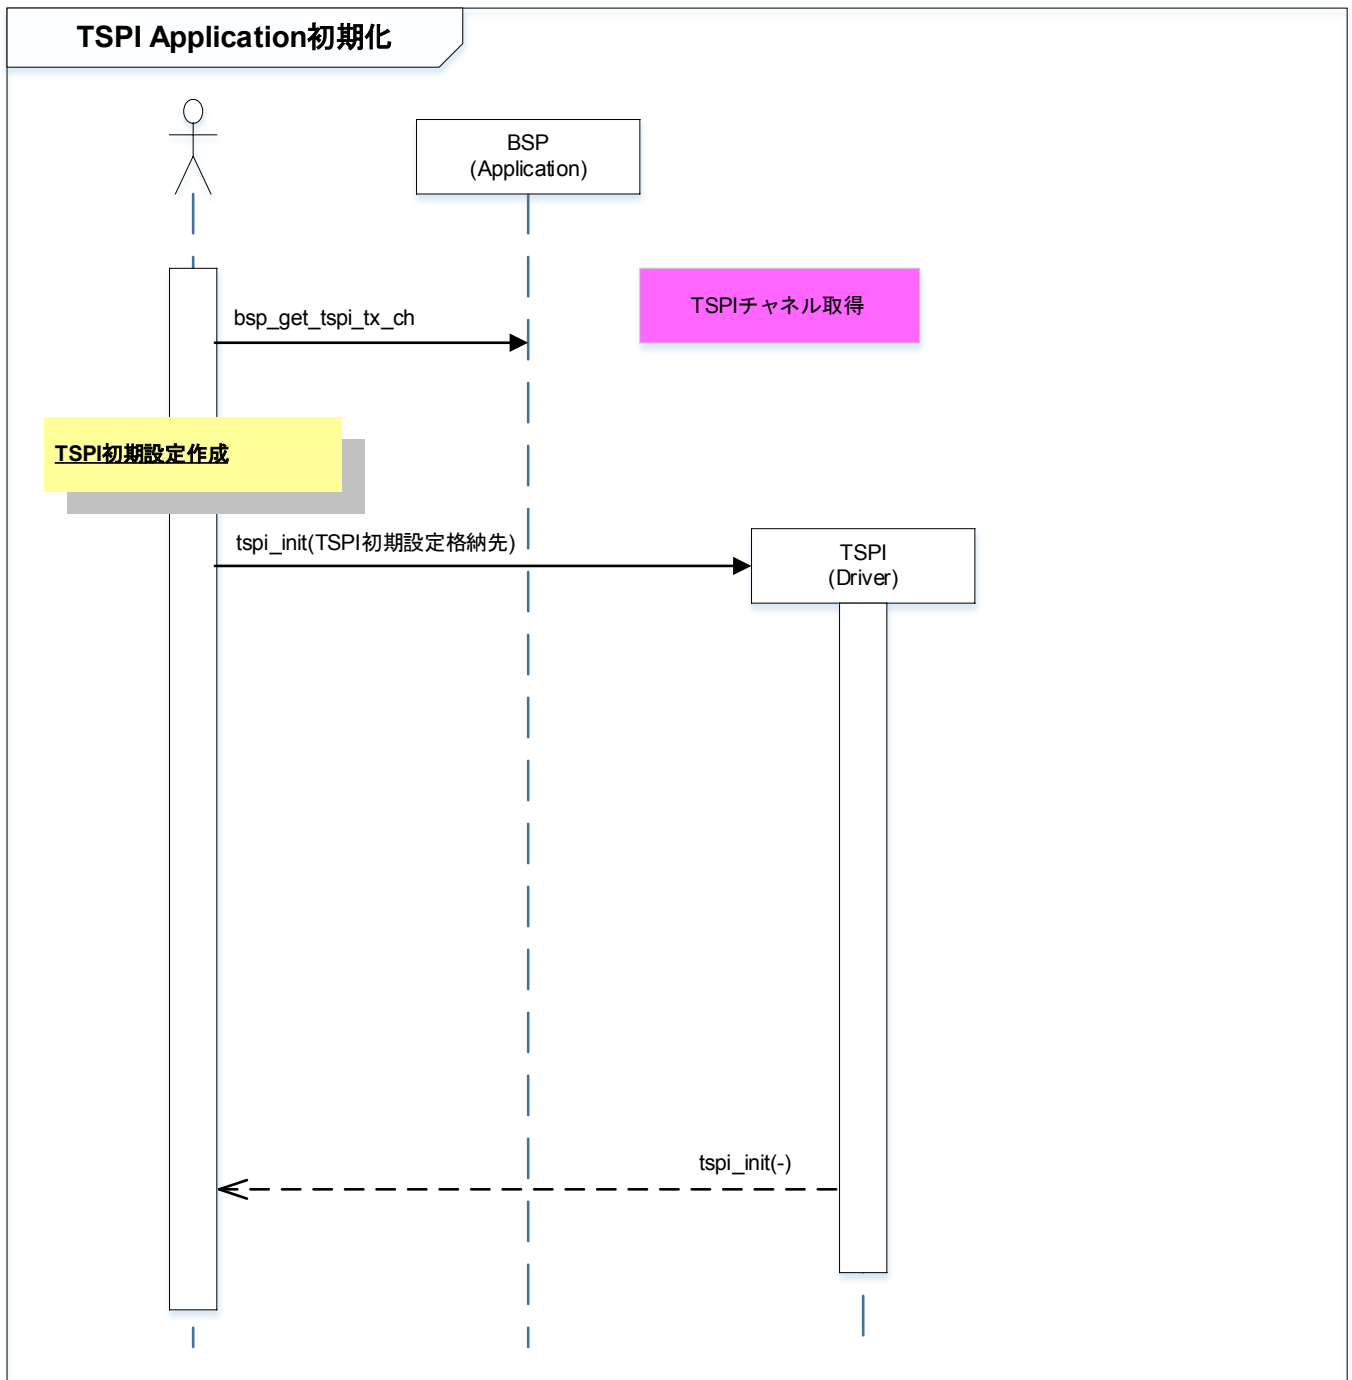 TSPI Application初期化
BSP
(Application)
TSPIチャネル取得
bsp_get_tspi_tx_ch
TSPI初期設定作成
tspi_init(TSPI初期設定格納先)
TSPI
(Driver)
tspi_init(-)